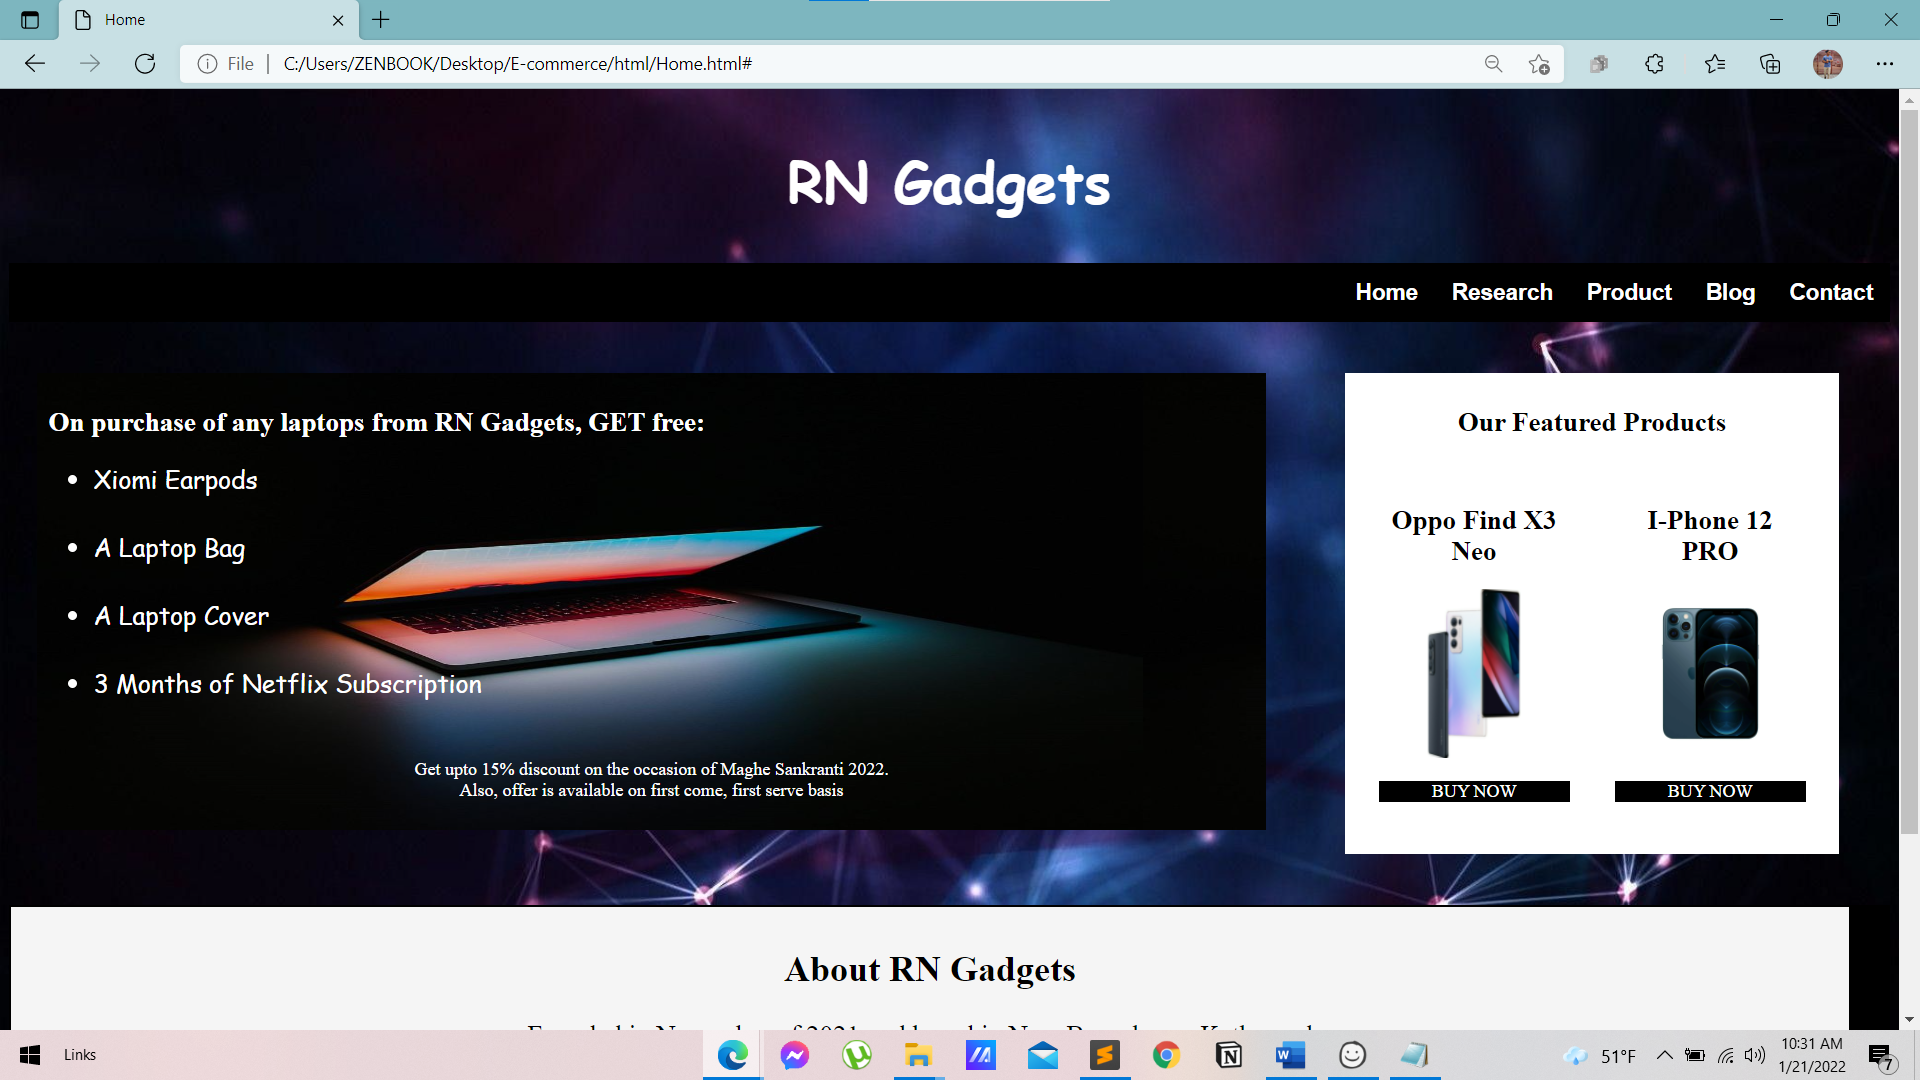 Home
File
C:/Users/ZENBOOK/Desktop/E-commerce/html/Home.html#
RN Gadgets
Home Research Product Blog Contact
On purchase of any laptops from RN Gadgets, GET free:
Xiomi Earpods
A Laptop Bag
A Laptop Cover
3 Months of Netflix Subscription
Get upto 15% discount on the occasion of Maghe Sankranti 2022.
Also, offer is available on first come, first serve basis
Our Featured Products
Oppo Find X3
Neo
BUY NOW
I-Phone 12
PRO
BUY NOW
About RN Gadgets
Links
51°F
10:31 AM
1/21/2022
7